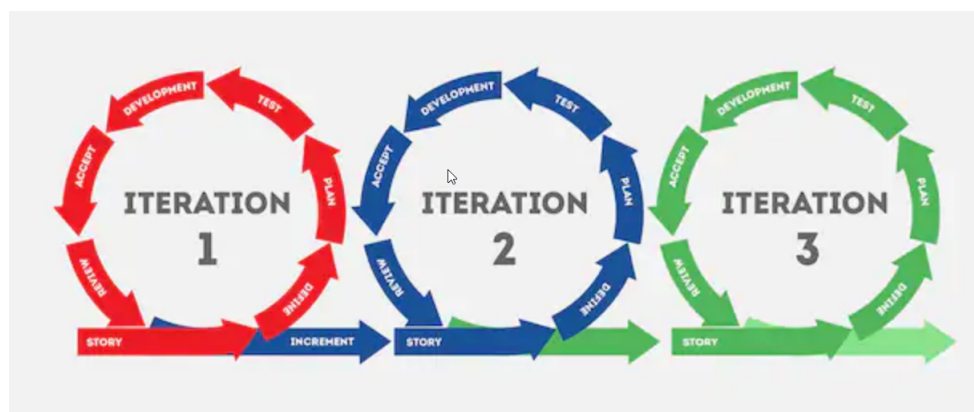 DEVELOPMENT
TEST
ACCEPT
PLAN
ITERATION
1
REVIEW
DEFINE
STORY
INCREMENT
DEVELOPMENT
TEST
ACCEPT
PLAN
ITERATION
2
REVIEW
DEFINE
STORY
DEVELOPMENT
TEST
ACCEPT
PLAN
ITERATION
3
REVIEW
DEFINE
STORY